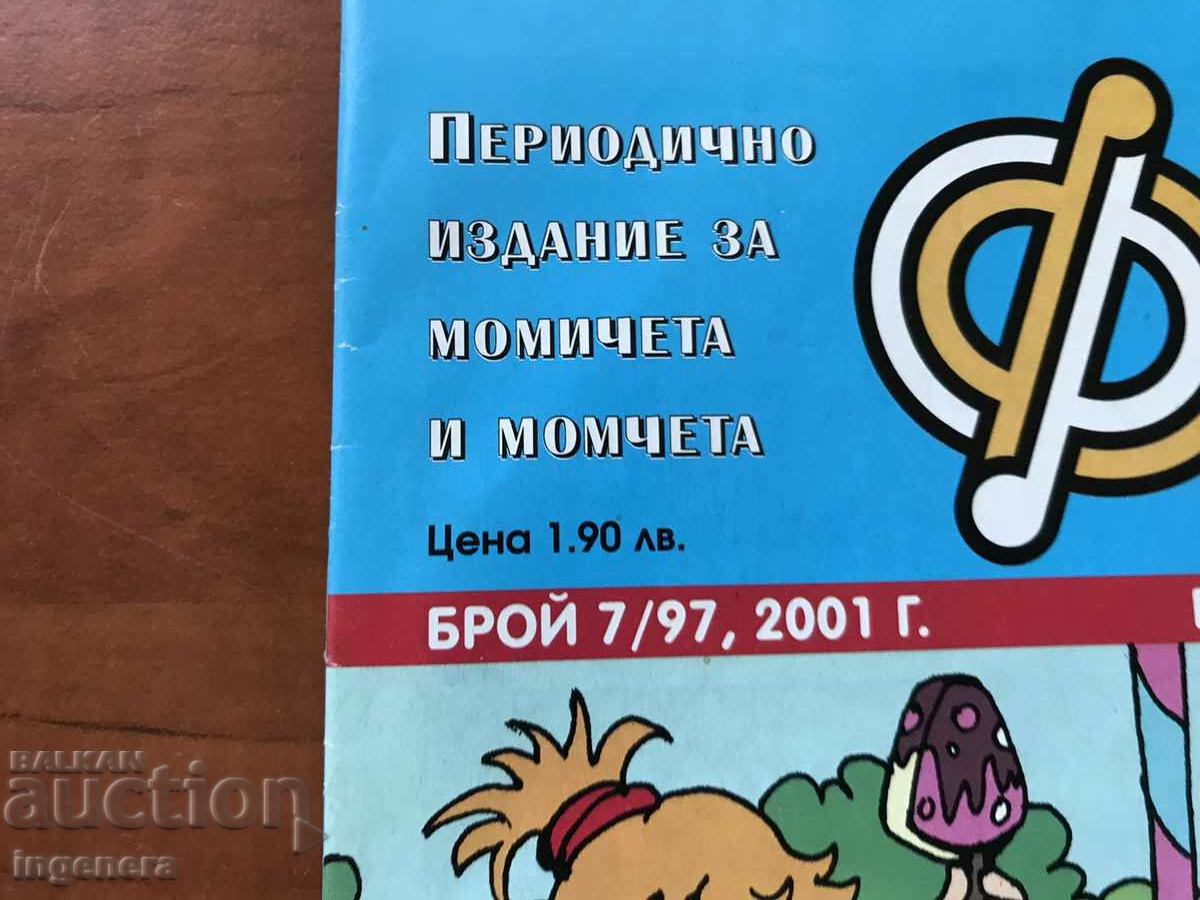 ПЕРИОДИЧНО
ИЗДАНИЕ ЗА
МОМИЧЕТА
И МОМЧЕТА
Цена 1.90 лв.
БРОЙ 7/97, 2001 Г.
BALKAN
auction
ingenera